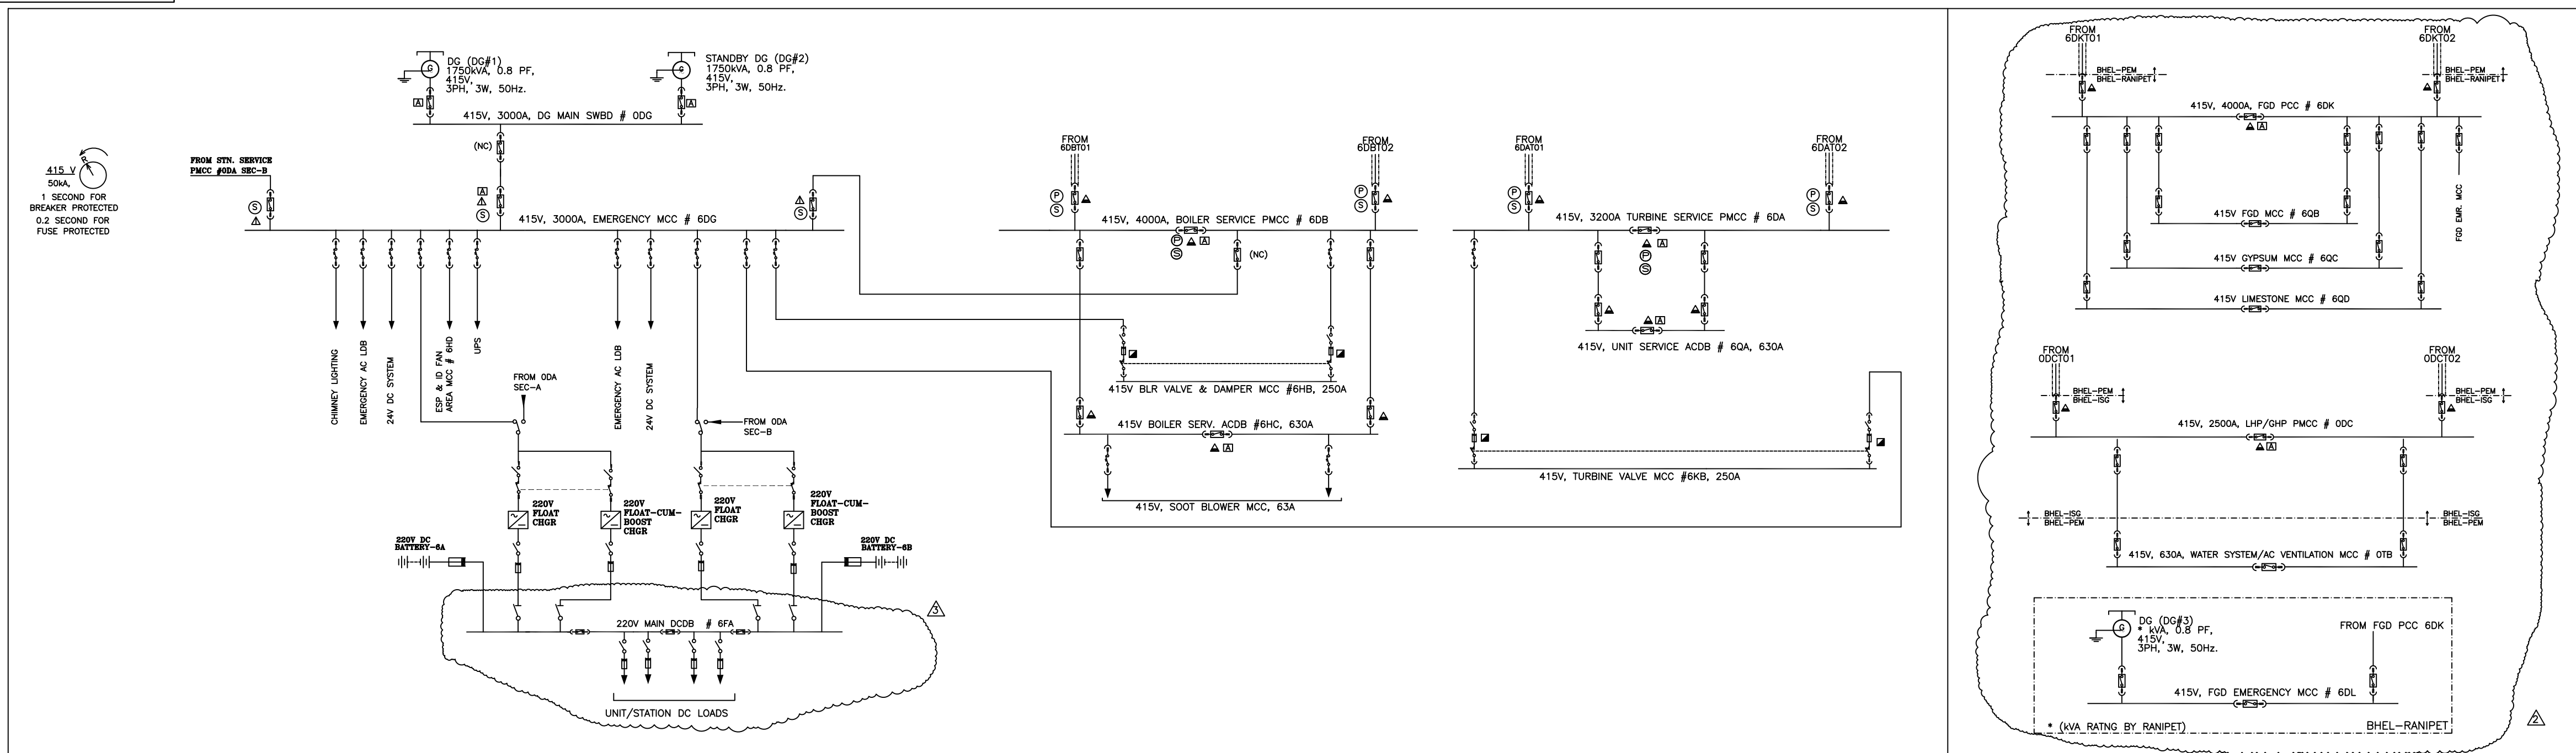 DG (DG#1)
1750kVA, 0.8 PF,
415V,
3PH, 3W, 50Hz.
A
G
STANDBY DG (DG#2)
1750kVA, 0.8 PF,
415V,
3PH, 3W, 50Hz.
A
G
415V, 3000A, DG MAIN SWBD # 0DG
(NC)
R
415 V
50kA,
1 SECOND FOR
BREAKER PROTECTED
0.2 SECOND FOR
FUSE PROTECTED
FROM STN. SERVICE
PMCC #0DA SEC-B
S
A
S
S
415V, 3000A, EMERGENCY MCC # 6DG
CHIMNEY LIGHTING
EMERGENCY AC LDB
24V DC SYSTEM
ESP & ID FAN
AREA MCC # 6HD
UPS
EMERGENCY AC LDB
24V DC SYSTEM
FROM 0DA
SEC-A
FROM 0DA
SEC-B
220V
FLOAT
CHGR
220V
FLOAT-CUM-
BOOST
CHGR
220V
FLOAT
CHGR
220V
FLOAT-CUM-
BOOST
CHGR
220V DC
BATTERY-6A
220V DC
BATTERY-6B
220V MAIN DCDB # 6FA
3
UNIT/STATION DC LOADS
FROM
6DBT01
P
S
FROM
6DBT02
P
S
415V, 4000A, BOILER SERVICE PMCC # 6DB
P
A
S
(NC)
415V BLR VALVE & DAMPER MCC #6HB, 250A
415V BOILER SERV. ACDB #6HC, 630A
A
415V, SOOT BLOWER MCC, 63A
FROM
6DAT01
P
S
FROM
6DAT02
P
S
415V, 3200A TURBINE SERVICE PMCC # 6DA
A
P
S
A
415V, UNIT SERVICE ACDB # 6QA, 630A
415V, TURBINE VALVE MCC #6KB, 250A
FROM
6DKT01
BHEL-PEM
BHEL-RANIPET
FROM
6DKT02
BHEL-PEM
BHEL-RANIPET
415V, 4000A, FGD PCC # 6DK
A
415V FGD MCC # 6QB
415V GYPSUM MCC # 6QC
415V LIMESTONE MCC # 6QD
FGD EMR. MCC
FROM
0DCT01
BHEL-PEM
BHEL-ISG
FROM
0DCT02
BHEL-PEM
BHEL-ISG
415V, 2500A, LHP/GHP PMCC # 0DC
A
BHEL-ISG
BHEL-PEM
BHEL-ISG
BHEL-PEM
415V, 630A, WATER SYSTEM/AC VENTILATION MCC # 0TB
G
DG (DG#3)
* kVA, 0.8 PF,
415V,
3PH, 3W, 50Hz.
FROM FGD PCC 6DK
415V, FGD EMERGENCY MCC # 6DL
* (kVA RATNG BY RANIPET)
BHEL-RANIPET
2